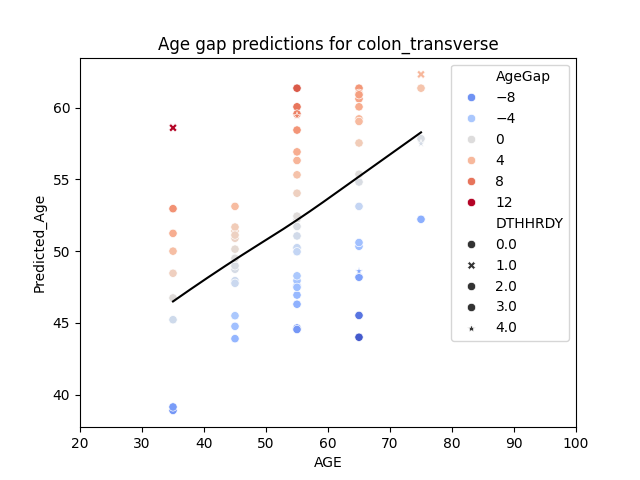 Age gap predictions for colon_transverse
Predicted_Age
60
55
50
45
40
20 30 40 50 60 70 80 90 100
AGE
AgeGap
−8
−4
0
4
8
12
DTHHRDY
0.0
1.0
2.0
3.0
4.0